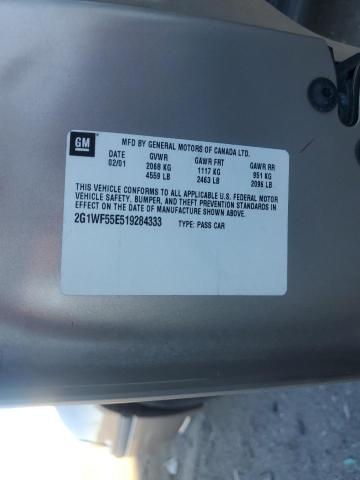 GM
MFD BY GENERAL MOTORS OF CANADA LTD.
DATE GVWR GAWR FRT GAWR RR
02/01 2068 KG 1117 KG 951 KG
4559 LB 2463 LB 2096 LB
THIS VEHICLE CONFORMS TO ALL APPLICABLE U.S. FEDERAL MOTOR
VEHICLE SAFETY, BUMPER, AND THEFT PREVENTION STANDARDS IN
EFFECT ON THE DATE OF MANUFACTURE SHOWN ABOVE.
2G1WF55E519284333 TYPE: PASS CAR